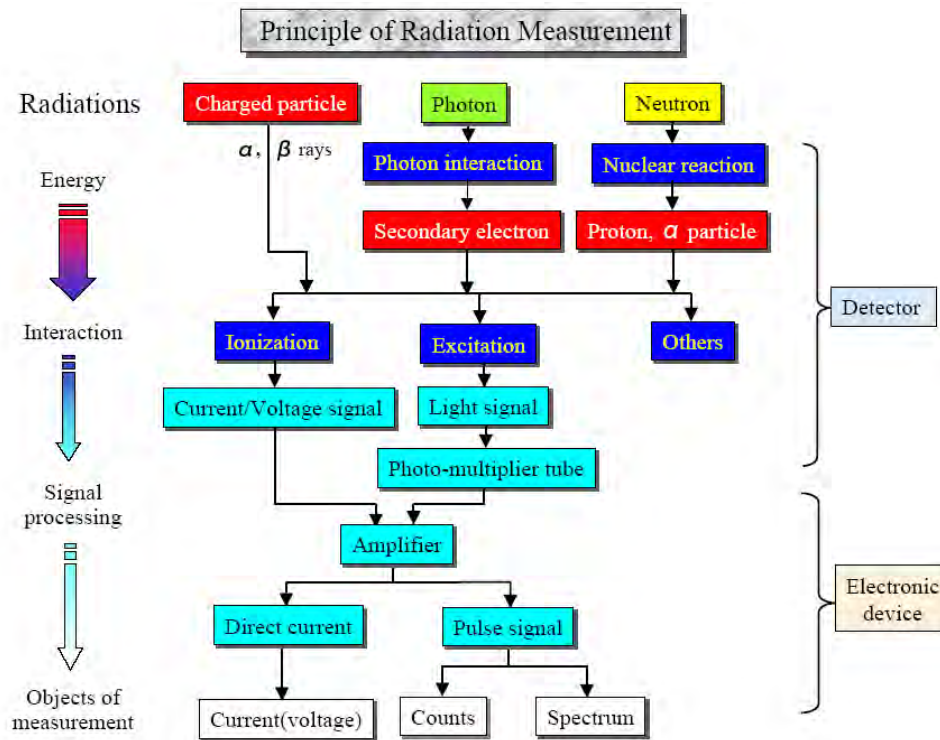 Principle of Radiation Measurement
Radiations
Charged particle
Photon
Neutron
α, β rays
Photon interaction
Nuclear reaction
Energy
Secondary electron
Proton, α particle
Detector
Interaction
Ionization
Excitation
Others
Current/Voltage signal
Light signal
Photo-multiplier tube
Signal
processing
Amplifier
Electronic
device
Direct current
Pulse signal
Objects of
measurement
Current(voltage)
Counts
Spectrum